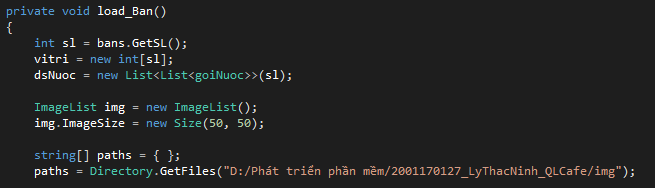 private void load_Ban()
{
int sl = bans.GetSL();
vitri = new int[sl];
dsNuoc = new List<List<goiNuoc>>(sl);
ImageList img = new ImageList();
img.ImageSize = new Size(50, 50);
string[] paths = { };
paths = Directory.GetFiles("D:/Phát triển phần mềm/2001170127_LyThacNinh_QLCafe/img");